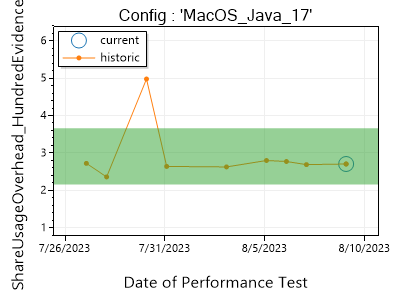 Config : 'MacOS_Java_17'
current
historic
ShareUsageOverhead_HundredEvidence
6
5
4
3
2
1
7/26/2023 7/31/2023 8/5/2023 8/10/2023
Date of Performance Test